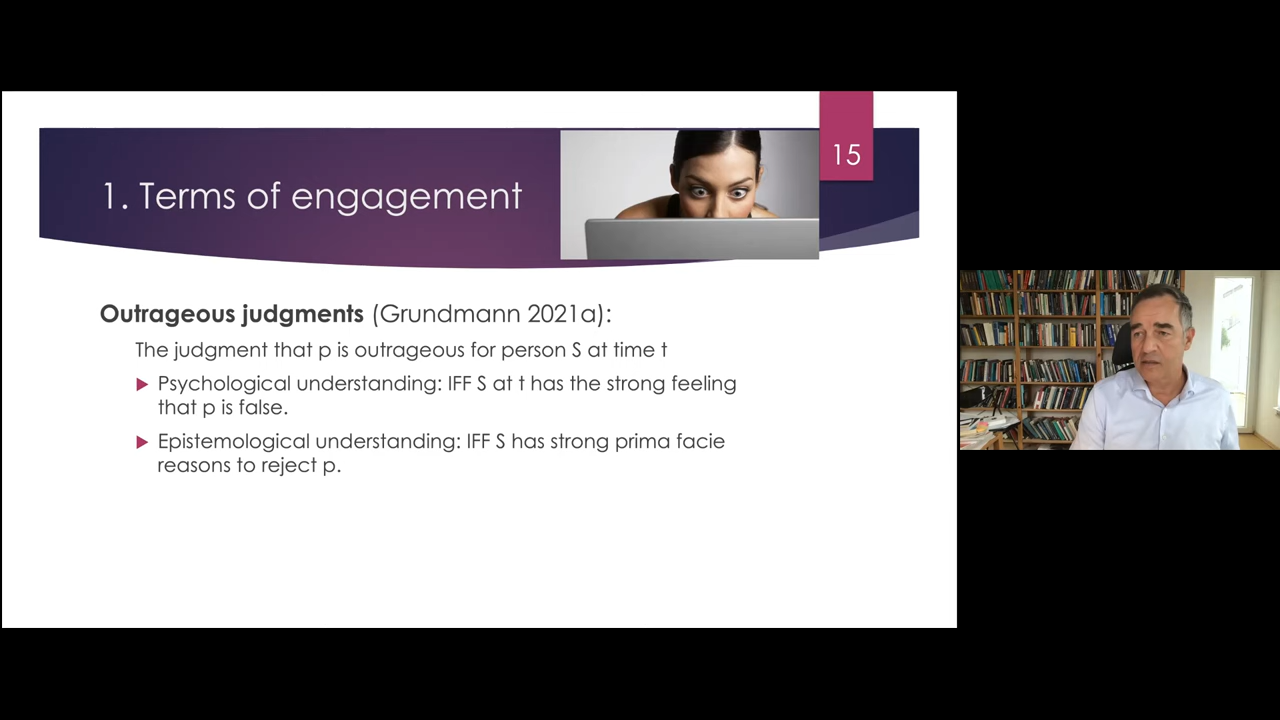 15
1. Terms of engagement
Outrageous judgments (Grundmann 2021a):
The judgment that p is outrageous for person S at time t
Psychological understanding: IFF S at t has the strong feeling
that p is false.
Epistemological understanding: IFF S has strong prima facie
reasons to reject p.